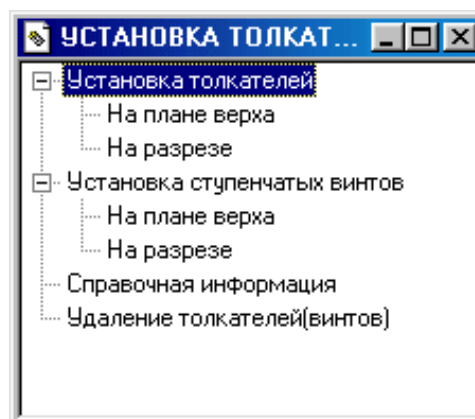 УСТАНОВКА ТОЛКАТ...
Установка толкателей
На плане верха
На разрезе
Установка ступенчатых винтов
На плане верха
На разрезе
Справочная информация
Удаление толкателей(винтов)